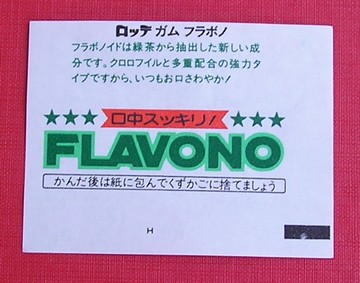 ロッテ ガム フラボノ
フラボノイドは緑茶から抽出した新しい成
分です。クロロフイルと多重配合の強力タ
イプですから、いつもお口さわやか!
★★★ 口中スッキリ! ★★★
FLAVONO
かんだ後は紙に包んでくずかごに捨てましょう
H